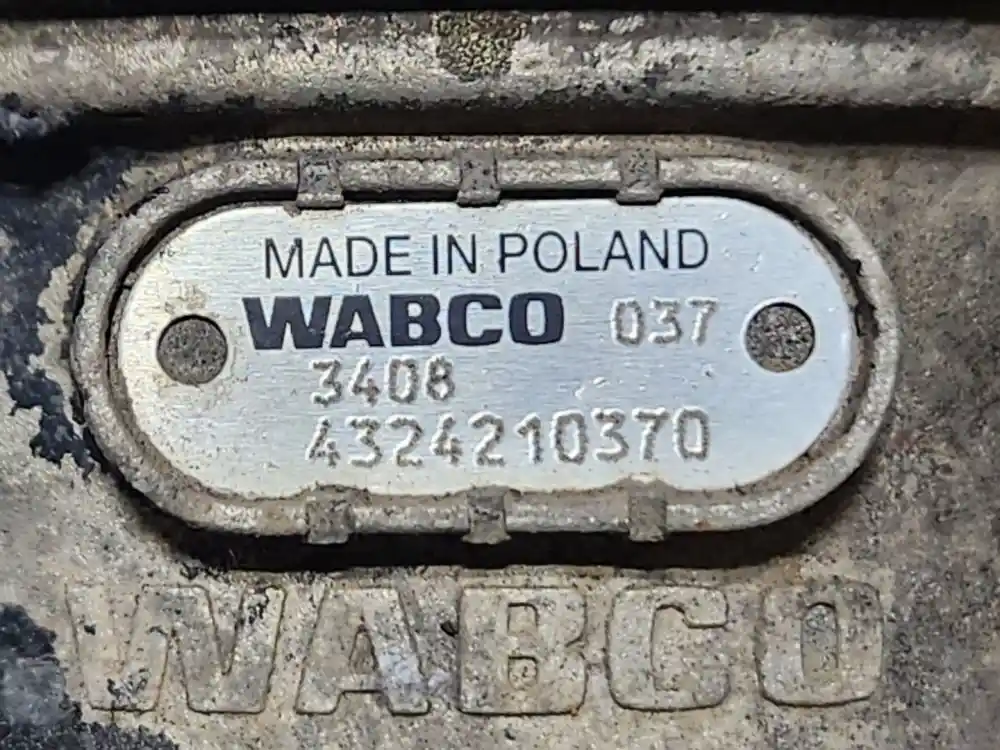 MADE IN POLAND
WABCO 037
3408
4324210370
WABCO